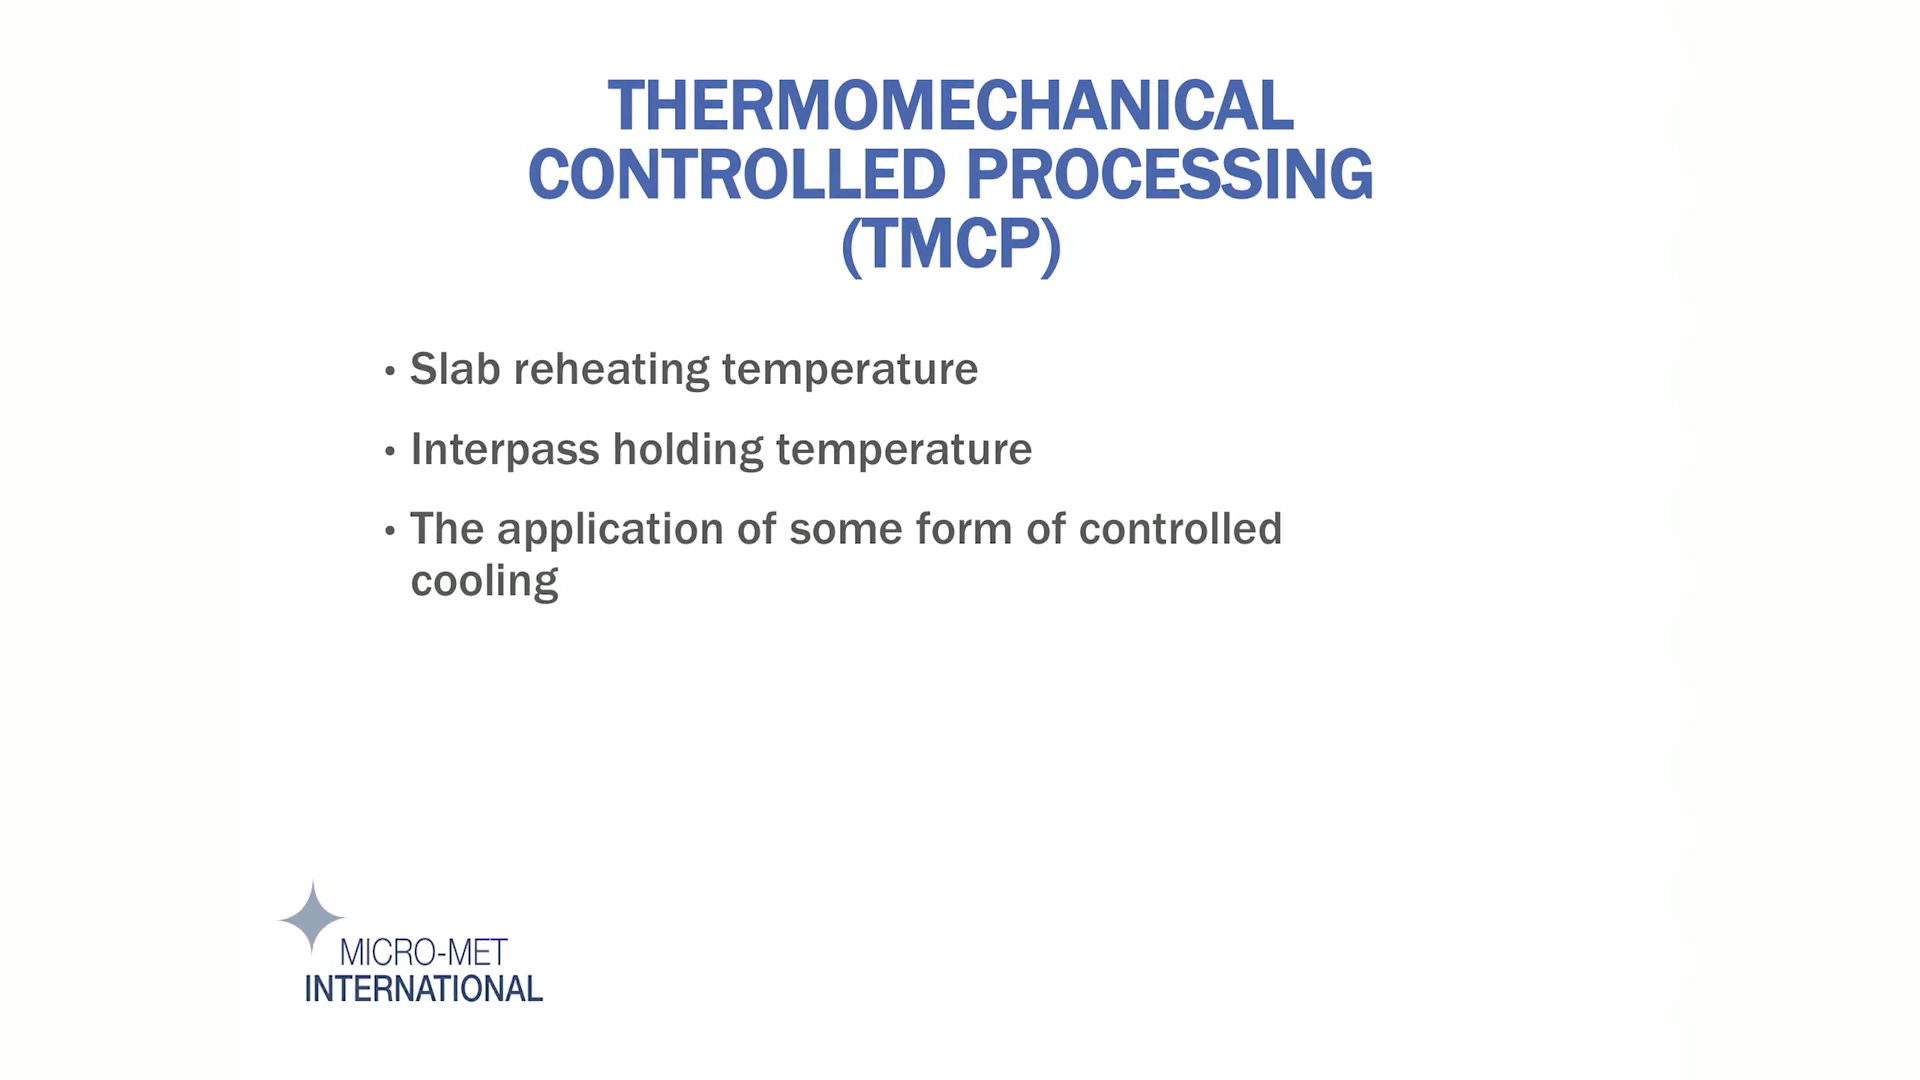 THERMOMECHANICAL
CONTROLLED PROCESSING
(TMCP)
• Slab reheating temperature
• Interpass holding temperature
• The application of some form of controlled
cooling
MICRO-MET
INTERNATIONAL